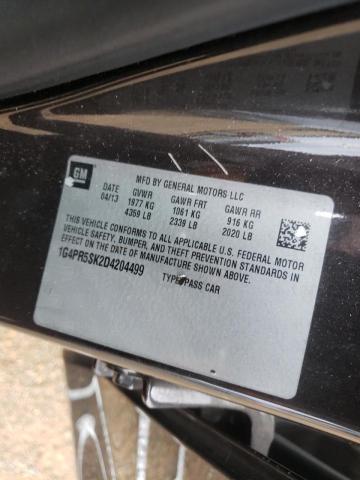 GM
MFD BY GENERAL MOTORS LLC
DATE GVWR GAWR FRT GAWR RR
04/13 1977 KG 1061 KG 916 KG
4359 LB 2339 LB 2020 LB
THIS VEHICLE CONFORMS TO ALL APPLICABLE U.S. FEDERAL MOTOR
VEHICLE SAFETY, BUMPER, AND THEFT PREVENTION STANDARDS IN
EFFECT ON THE DATE OF MANUFACTURE SHOWN ABOVE.
1G4PR5SK2D4204499
TYPE: PASS CAR